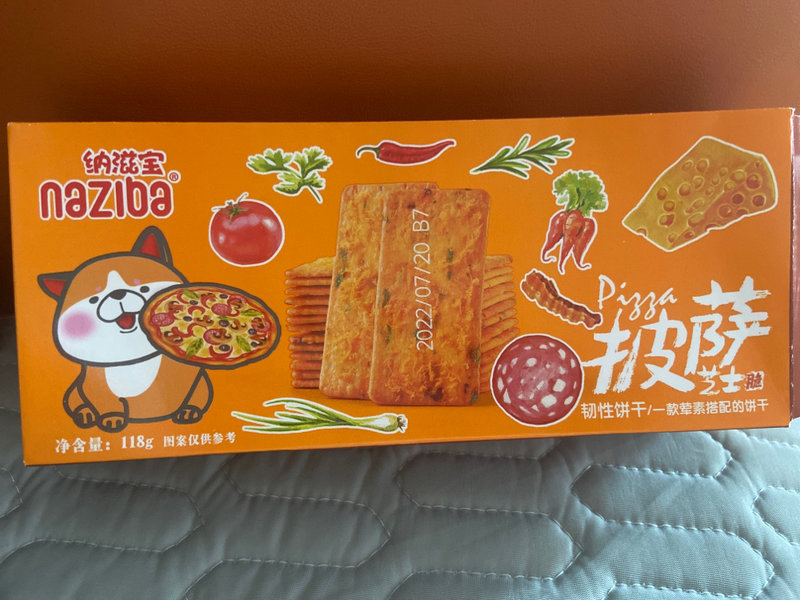 纳滋宝
naziba®
2022/07/20 B7
Pizza
披萨
芝士脆
韧性饼干/一款荤素搭配的饼干
净含量：118g 图案仅供参考